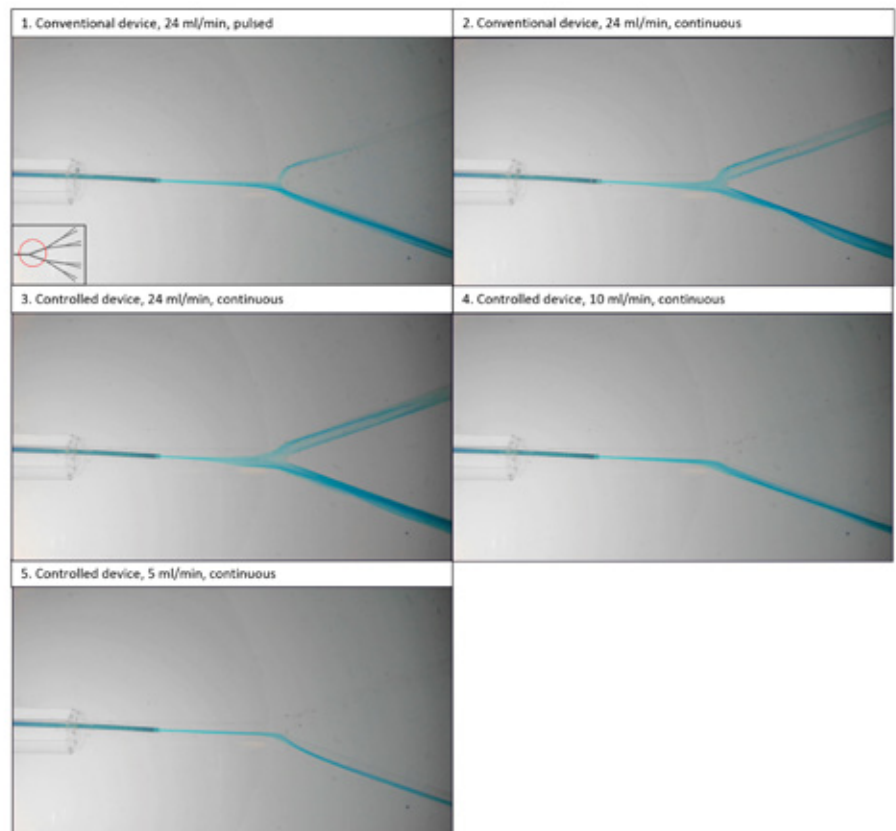 1. Conventional device, 24 ml/min, pulsed
2. Conventional device, 24 ml/min, continuous
3. Controlled device, 24 ml/min, continuous
4. Controlled device, 10 ml/min, continuous
5. Controlled device, 5 ml/min, continuous